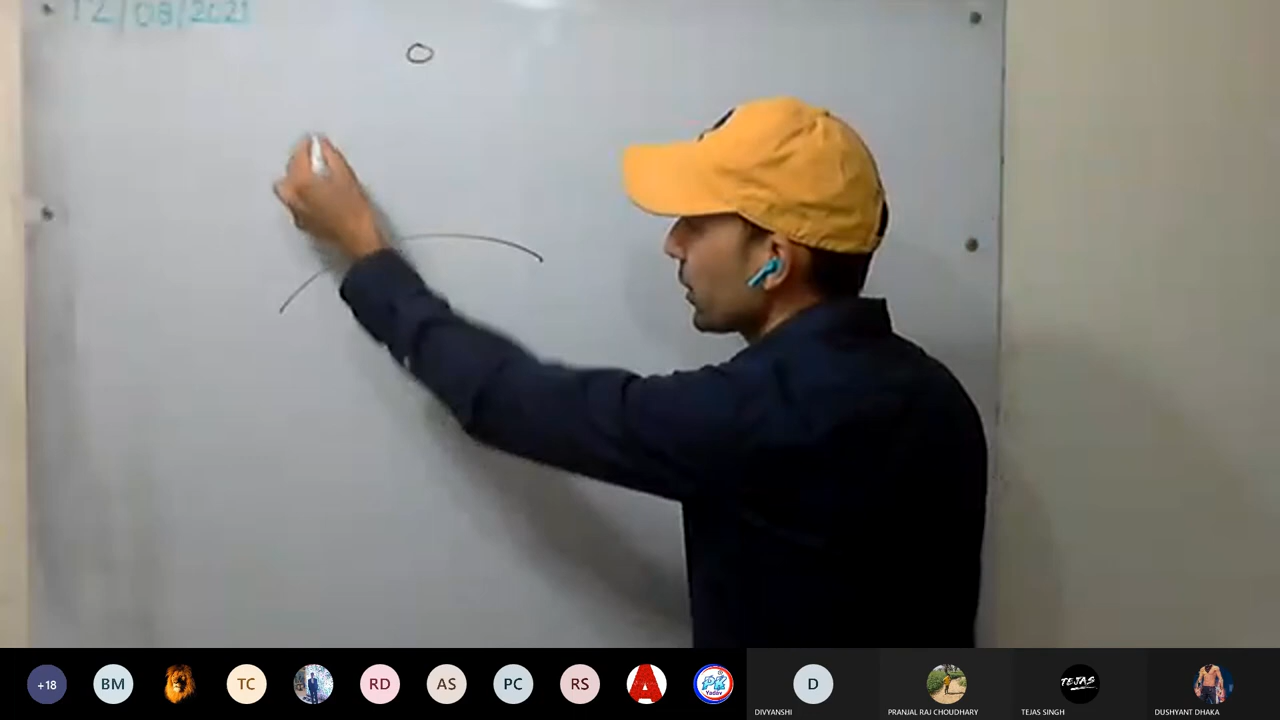 12/08/2021
+18
BM
TC
RD
AS
PC
RS
A
Yadav
D
TEJAS
DIVYANSHI
PRANJAL RAJ CHOUDHARY
TEJAS SINGH
DUSHYANT DHAKA